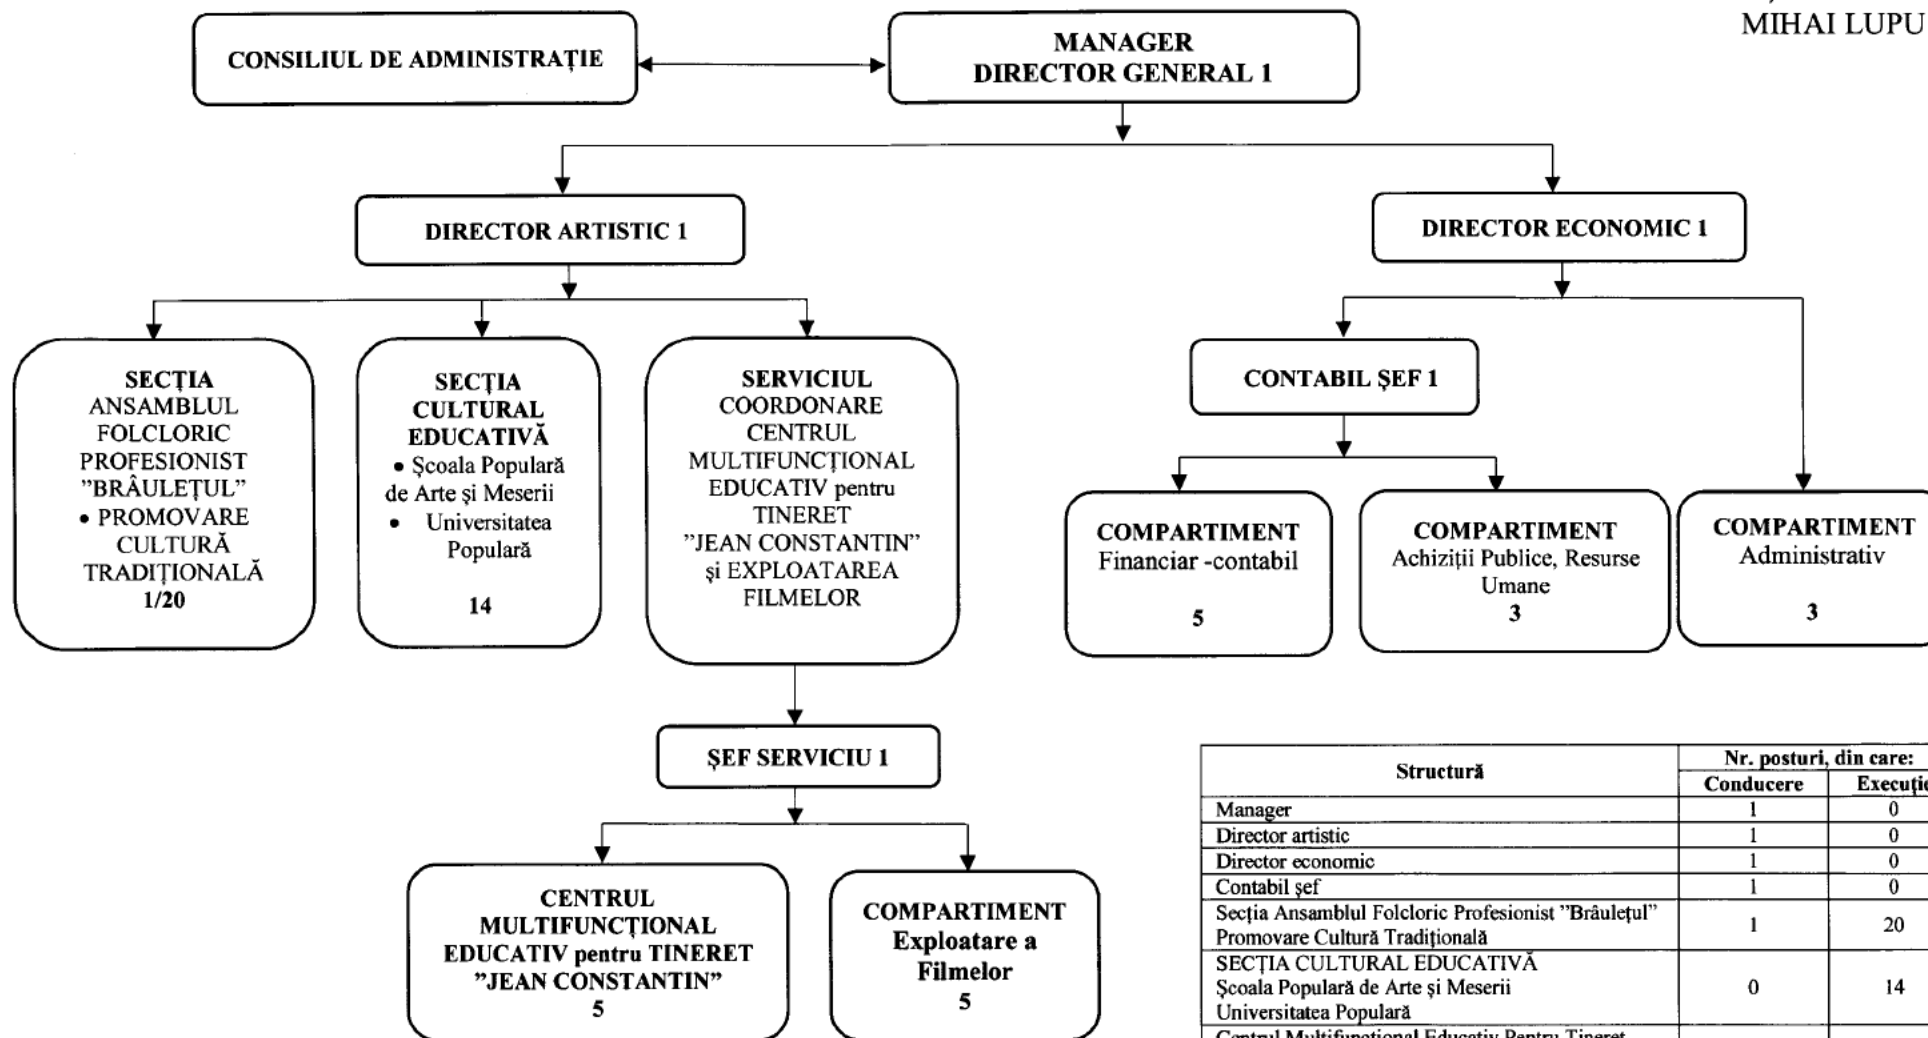 MIHAI LUPU
CONSILIUL DE ADMINISTRAȚIE
MANAGER
DIRECTOR GENERAL 1
DIRECTOR ARTISTIC 1
DIRECTOR ECONOMIC 1
SECȚIA
ANSAMBLUL
FOLCLORIC
PROFESIONIST
”BRÂULEȚUL”
• PROMOVARE
CULTURĂ
TRADIȚIONALĂ
1/20
SECȚIA
CULTURAL
EDUCATIVĂ
• Școala Populară
de Arte și Meserii
• Universitatea
Populară
14
SERVICIUL
COORDONARE
CENTRUL
MULTIFUNCȚIONAL
EDUCATIV pentru
TINERET
”JEAN CONSTANTIN”
și EXPLOATAREA
FILMELOR
CONTABIL ȘEF 1
COMPARTIMENT
Financiar -contabil
5
COMPARTIMENT
Achiziții Publice, Resurse
Umane
3
COMPARTIMENT
Administrativ
3
ȘEF SERVICIU 1
CENTRUL
MULTIFUNCȚIONAL
EDUCATIV pentru TINERET
”JEAN CONSTANTIN”
5
COMPARTIMENT
Exploatare a
Filmelor
5
Structură Nr. posturi, din care:
Conducere Execuție
Manager 1 0
Director artistic 1 0
Director economic 1 0
Contabil șef 1 0
Secția Ansamblul Folcloric Profesionist ”Brâulețul”
Promovare Cultură Tradițională 1 20
SECȚIA CULTURAL EDUCATIVĂ
Școala Populară de Arte și Meserii 0 14
Universitatea Populară
Centrul Multifuncțional Educativ Pentru Tineret